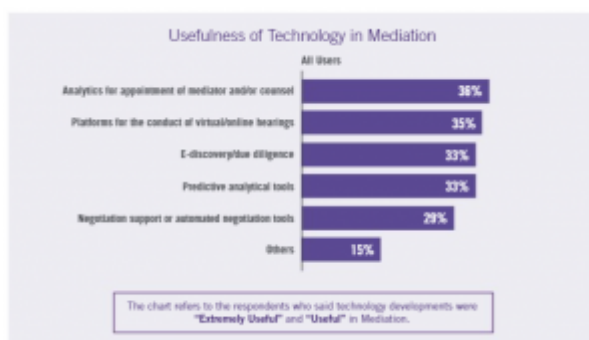 Usefulness of Technology in Mediation
All Users
Analytics for appointment of mediator and/or counsel 36%
Platforms for the conduct of virtual/online hearings 35%
E-discovery/due diligence 33%
Predictive analytical tools 33%
Negotiation support or automated negotiation tools 29%
Others 15%
The chart refers to the respondents who said technology developments were
"Extremely Useful" and "Useful" in Mediation.